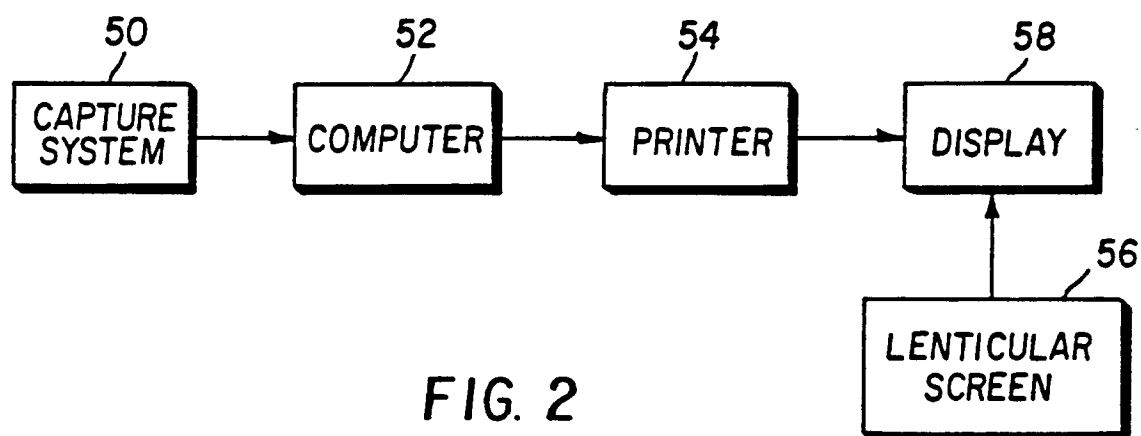 50
52
54
58
CAPTURE
SYSTEM
COMPUTER
PRINTER
DISPLAY
56
LENTICULAR
SCREEN
FIG. 2